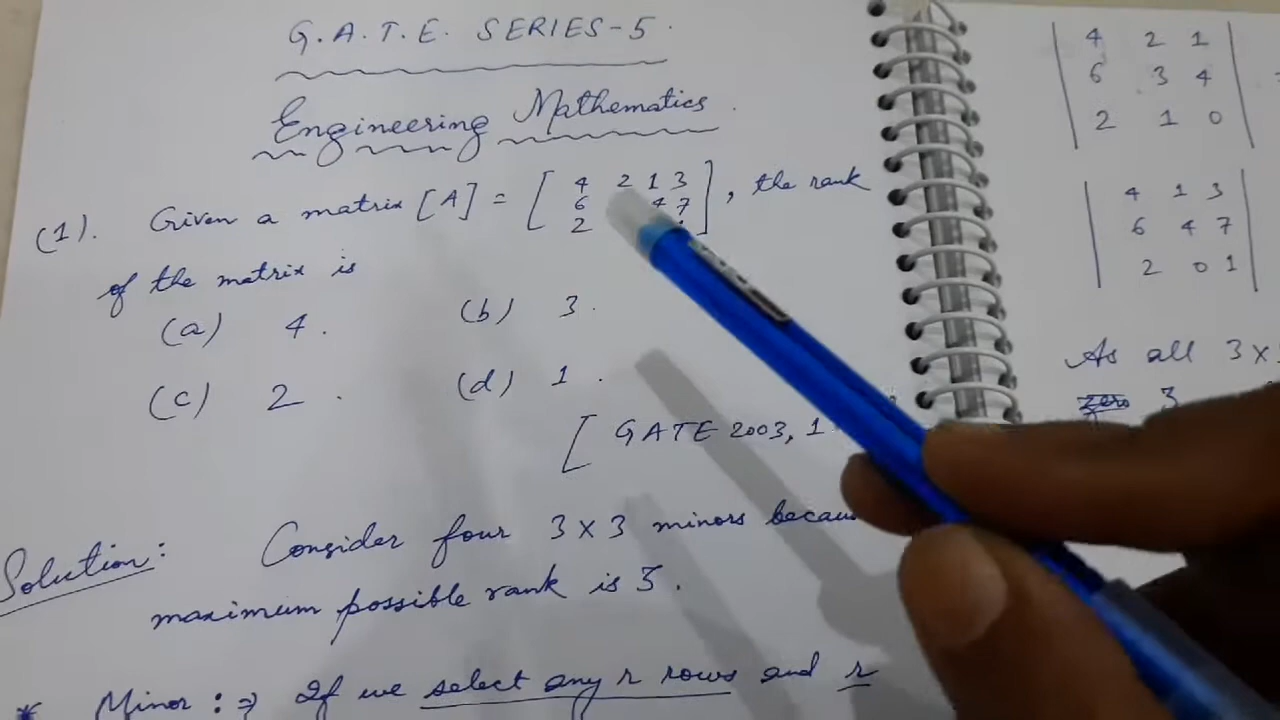 G.A.T.E. SERIES-5.
Engineering Mathematics.
(1). Given a matrix [A] = [ 4 2 1 3 ], the rank
6 4 7
2
of the matrix is
(a) 4. (b) 3.
(c) 2. (d) 1.
[ GATE 2003, 1
Solution: Consider four 3 x 3 minors becau
maximum possible rank is 3.
* Minor :⇒ If we select any r rows and r
4 2 1
6 3 4
2 1 0
4 1 3
6 4 7
2 0 1
As all 3 x 3
3